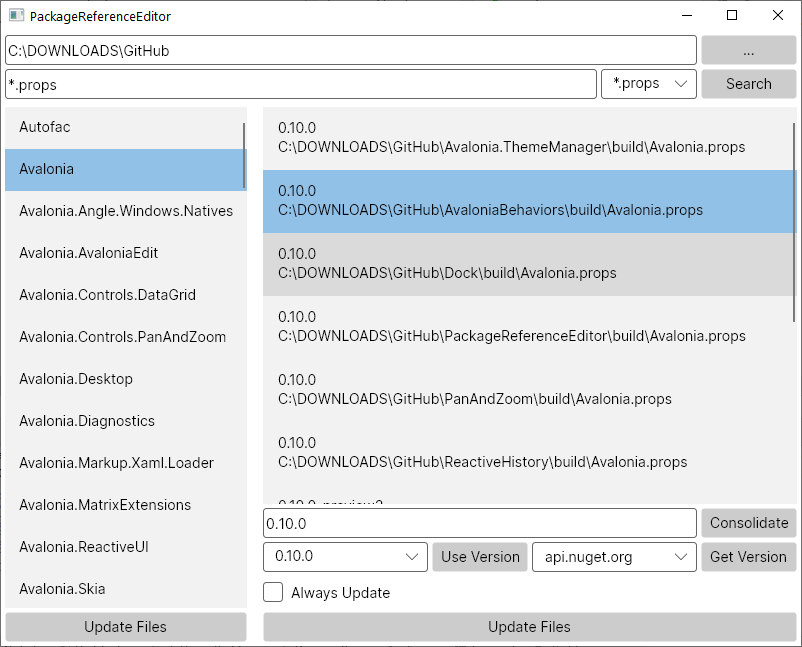 PackageReferenceEditor
C:\DOWNLOADS\GitHub
...
*.props
*.props
Search
Autofac
Avalonia
Avalonia.Angle.Windows.Natives
Avalonia.AvaloniaEdit
Avalonia.Controls.DataGrid
Avalonia.Controls.PanAndZoom
Avalonia.Desktop
Avalonia.Diagnostics
Avalonia.Markup.Xaml.Loader
Avalonia.MatrixExtensions
Avalonia.ReactiveUI
Avalonia.Skia
Update Files
0.10.0
C:\DOWNLOADS\GitHub\Avalonia.ThemeManager\build\Avalonia.props
0.10.0
C:\DOWNLOADS\GitHub\AvaloniaBehaviors\build\Avalonia.props
0.10.0
C:\DOWNLOADS\GitHub\Dock\build\Avalonia.props
0.10.0
C:\DOWNLOADS\GitHub\PackageReferenceEditor\build\Avalonia.props
0.10.0
C:\DOWNLOADS\GitHub\PanAndZoom\build\Avalonia.props
0.10.0
C:\DOWNLOADS\GitHub\ReactiveHistory\build\Avalonia.props
0.10.0-preview2
0.10.0
Consolidate
0.10.0
Use Version
api.nuget.org
Get Version
Always Update
Update Files